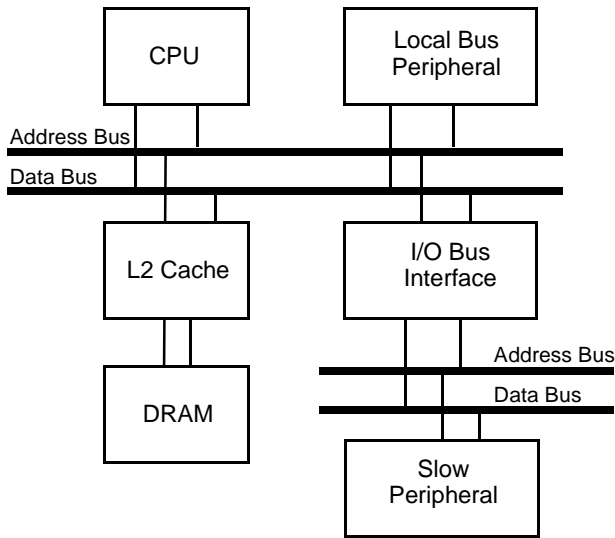 CPU
Local Bus
Peripheral
Address Bus
Data Bus
L2 Cache
I/O Bus
Interface
Address Bus
Data Bus
DRAM
Slow
Peripheral